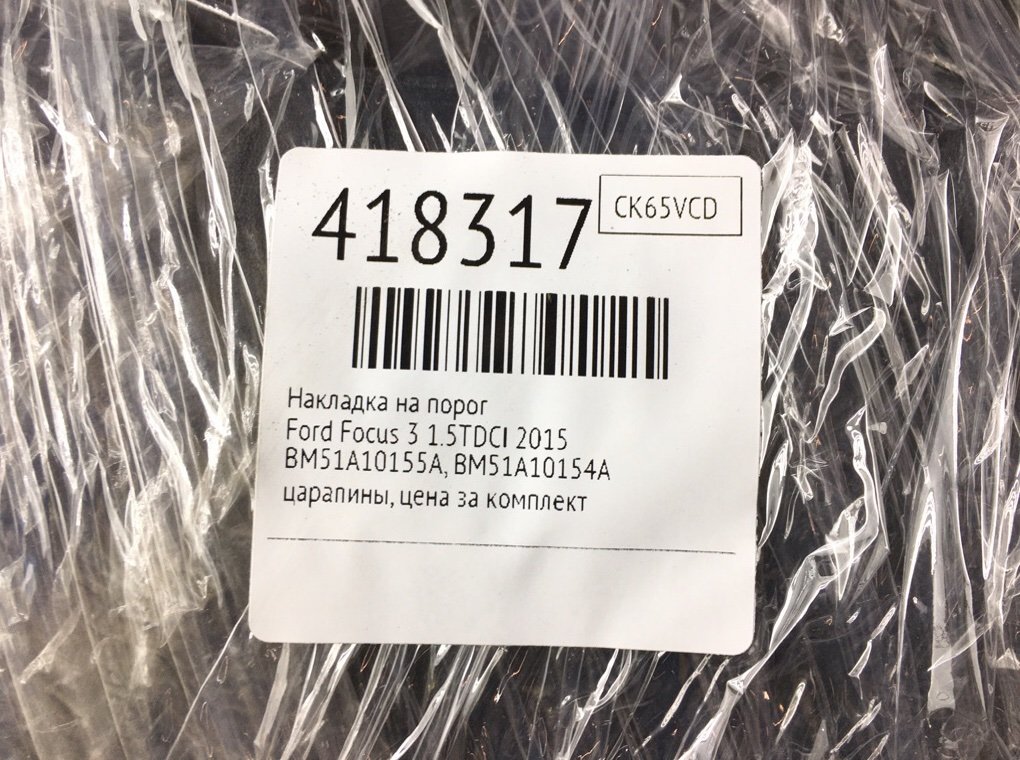 418317
CK65VCD
Накладка на порог
Ford Focus 3 1.5TDCI 2015
BM51A10155A, BM51A10154A
царапины, цена за комплект